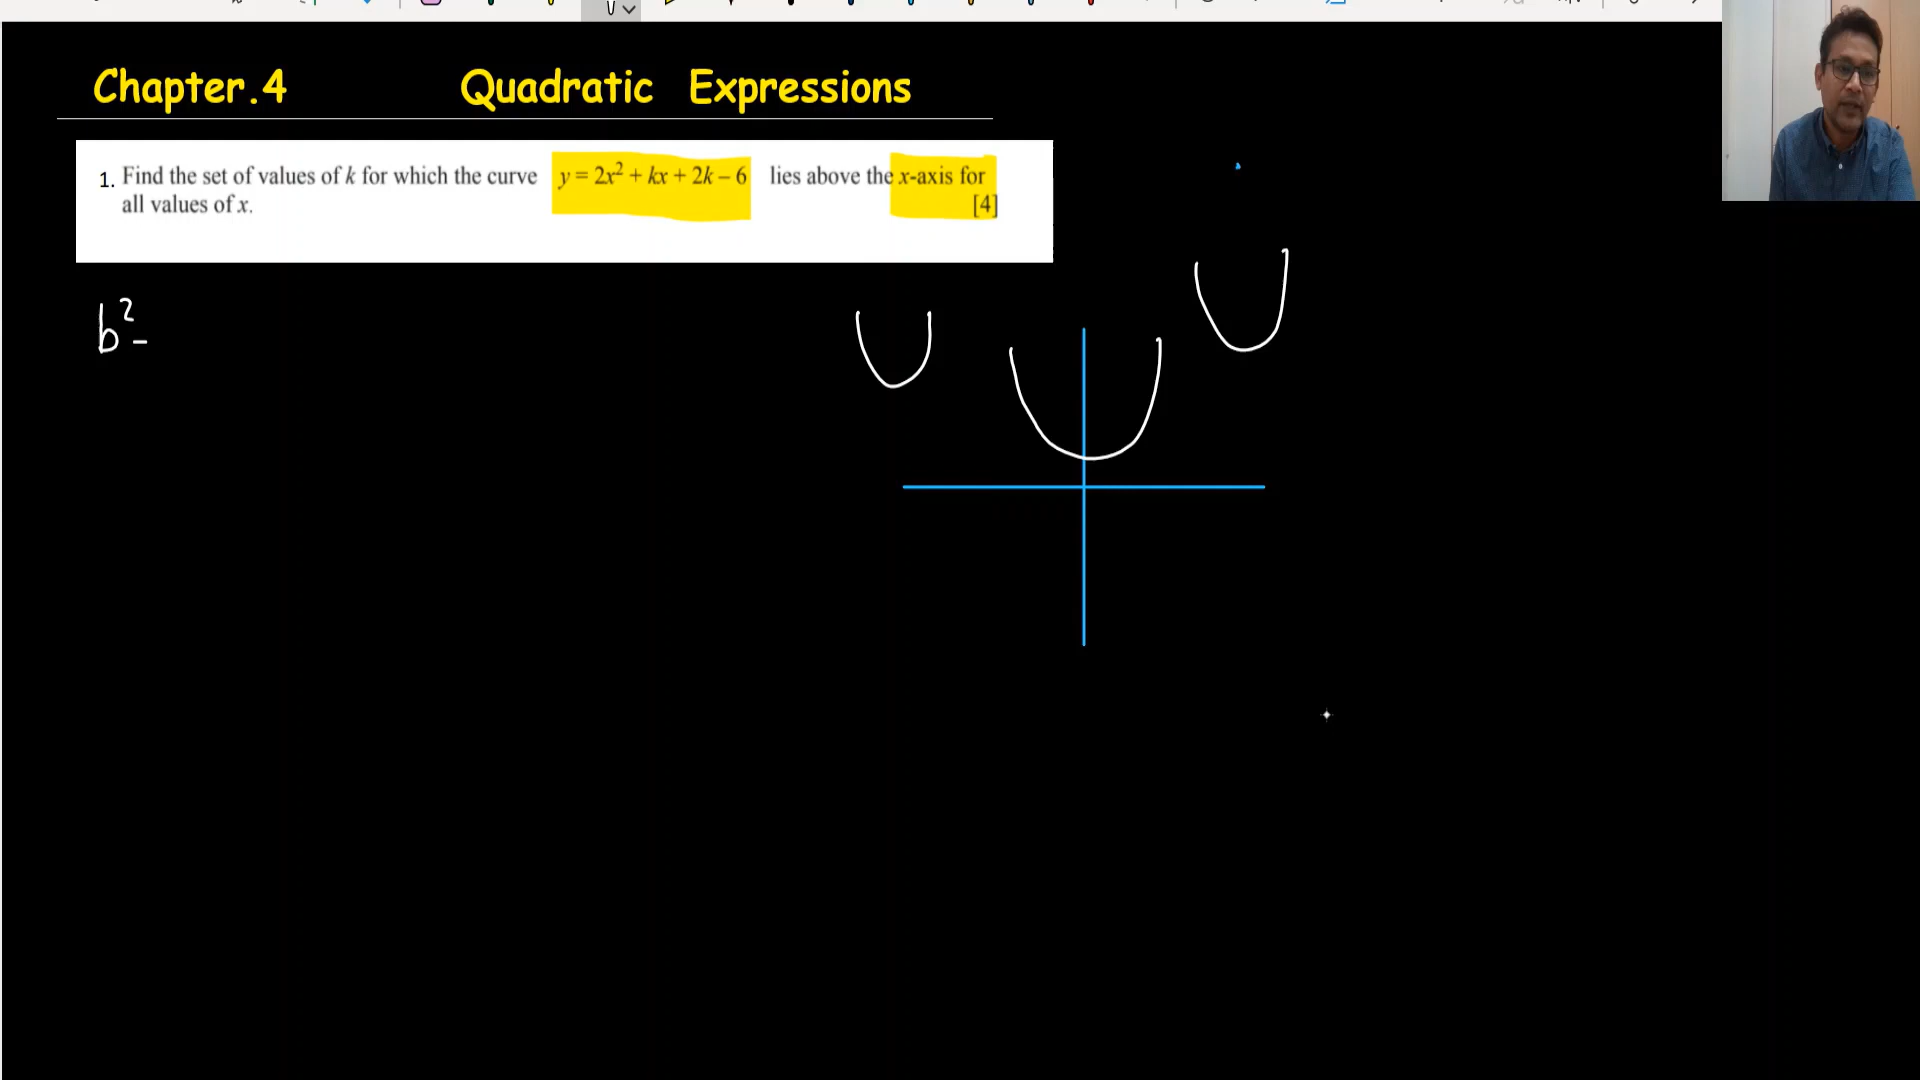 Chapter.4 Quadratic Expressions
1. Find the set of values of k for which the curve y = 2x² + kx + 2k – 6 lies above the x-axis for
all values of x. [4]
b² -